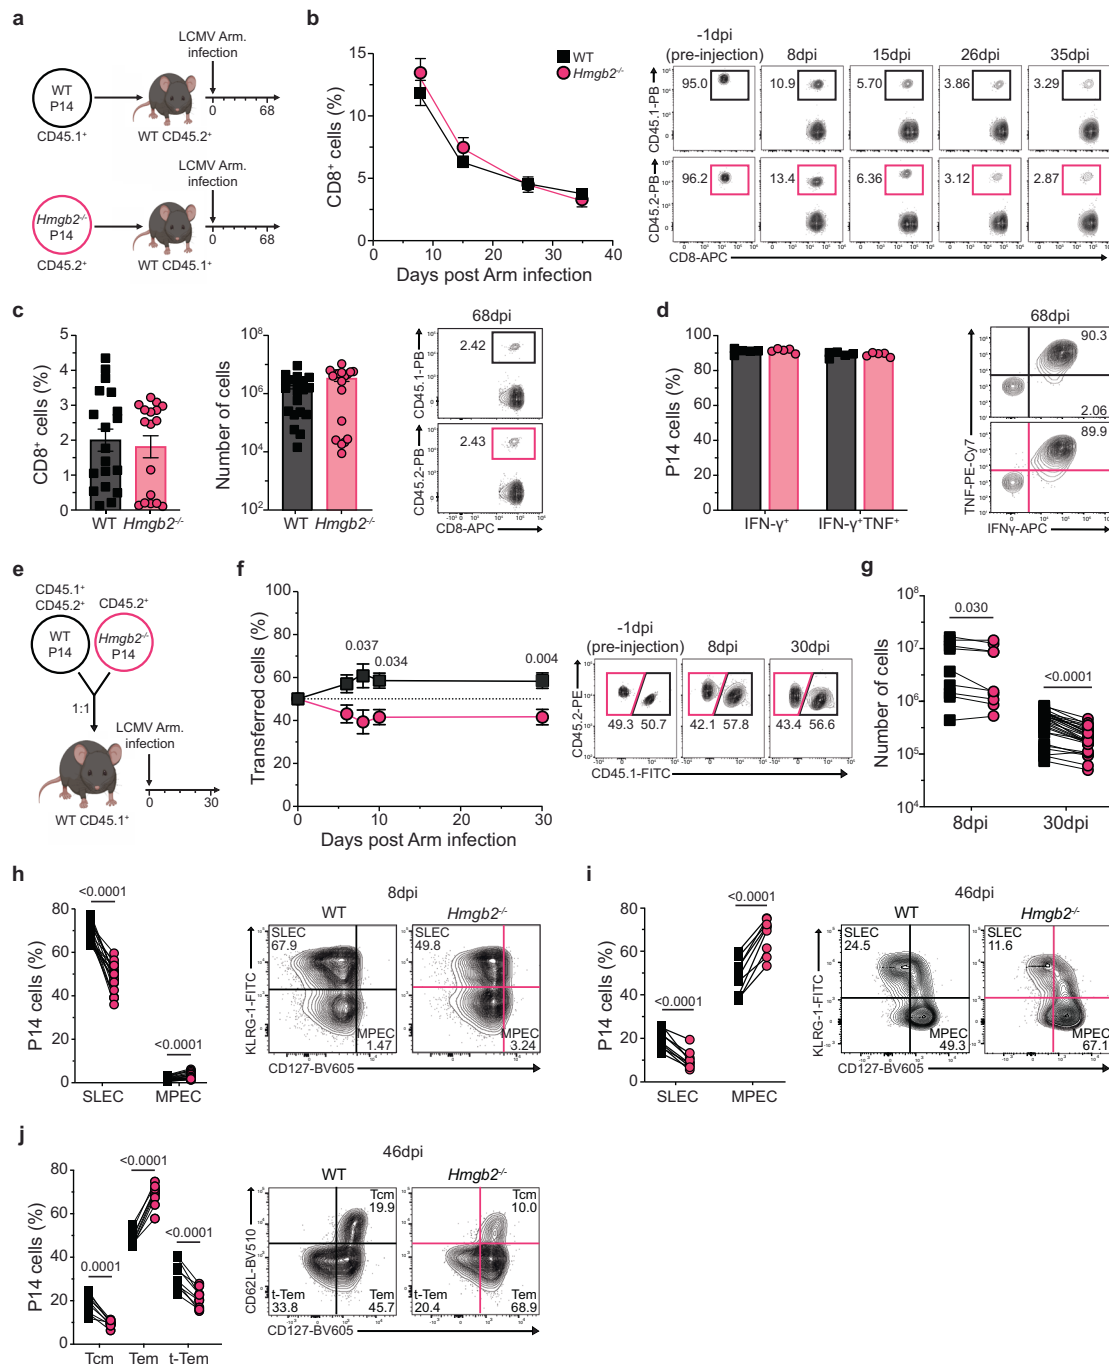 a
LCMV Arm.
infection
WT
P14
0
68
CD45.1⁺
WT CD45.2⁺
LCMV Arm.
infection
Hmgb2⁻/⁻
P14
0
68
CD45.2⁺
WT CD45.1⁺
b
WT
Hmgb2⁻/⁻
CD8⁺ cells (%)
15
10
5
0
0
10
20
30
40
Days post Arm infection
-1dpi
(pre-injection)
8dpi
15dpi
26dpi
35dpi
CD45.1-PB
95.0
10.9
5.70
3.86
3.29
CD45.2-PB
96.2
13.4
6.36
3.12
2.87
CD8-APC
c
CD8⁺ cells (%)
5
4
3
2
1
0
WT
Hmgb2⁻/⁻
Number of cells
10⁸
10⁶
10⁴
10²
WT
Hmgb2⁻/⁻
68dpi
CD45.1-PB
2.42
CD45.2-PB
2.43
CD8-APC
d
P14 cells (%)
100
80
60
40
20
0
IFN-γ⁺
IFN-γ⁺TNF⁺
68dpi
90.3
2.06
89.9
TNF-PE-Cy7
IFNγ-APC
e
CD45.1⁺
CD45.2⁺
CD45.2⁺
WT
P14
Hmgb2⁻/⁻
P14
1:1
LCMV Arm.
infection
0
30
WT CD45.1⁺
f
Transferred cells (%)
100
80
60
40
20
0
0.037
0.034
0.004
0
10
20
30
Days post Arm infection
-1dpi
(pre-injection)
8dpi
30dpi
CD45.2-PE
49.3
50.7
42.1
57.8
43.4
56.6
CD45.1-FITC
g
Number of cells
10⁸
10⁷
10⁶
10⁵
10⁴
0.030
<0.0001
8dpi
30dpi
h
P14 cells (%)
80
60
40
20
0
<0.0001
<0.0001
SLEC
MPEC
8dpi
WT
Hmgb2⁻/⁻
KLRG-1-FITC
SLEC
67.9
MPEC
1.47
SLEC
49.8
MPEC
3.24
CD127-BV605
i
P14 cells (%)
80
60
40
20
0
<0.0001
<0.0001
SLEC
MPEC
46dpi
WT
Hmgb2⁻/⁻
KLRG-1-FITC
SLEC
24.5
MPEC
49.3
SLEC
11.6
MPEC
67.1
CD127-BV605
j
P14 cells (%)
80
60
40
20
0
0.0001
<0.0001
<0.0001
Tcm
Tem
t-Tem
46dpi
WT
Hmgb2⁻/⁻
CD62L-BV510
Tcm
19.9
t-Tem
33.8
Tem
45.7
Tcm
10.0
t-Tem
20.4
Tem
68.9
CD127-BV605